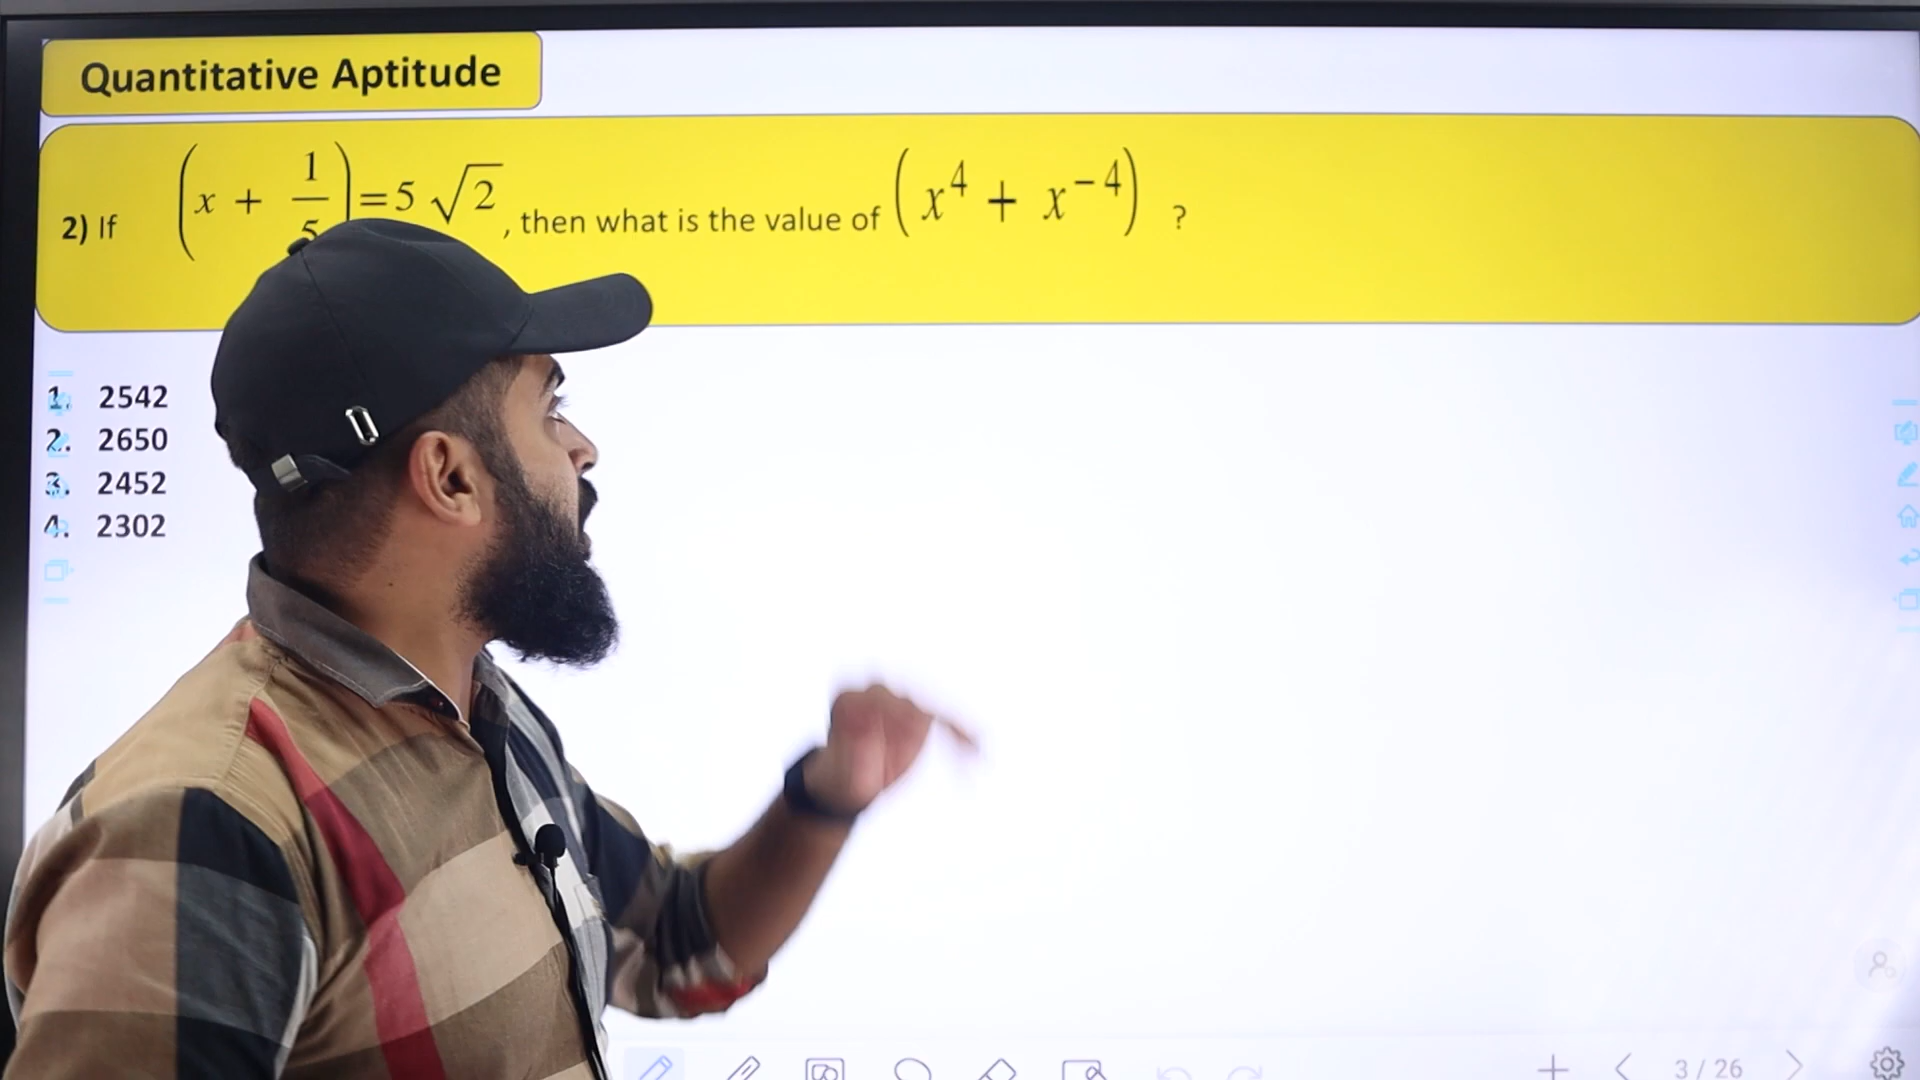 Quantitative Aptitude
2) If (x + 1/5) = 5 √2 , then what is the value of (x⁴ + x⁻⁴) ?
1. 2542
2. 2650
3. 2452
4. 2302
3 / 26